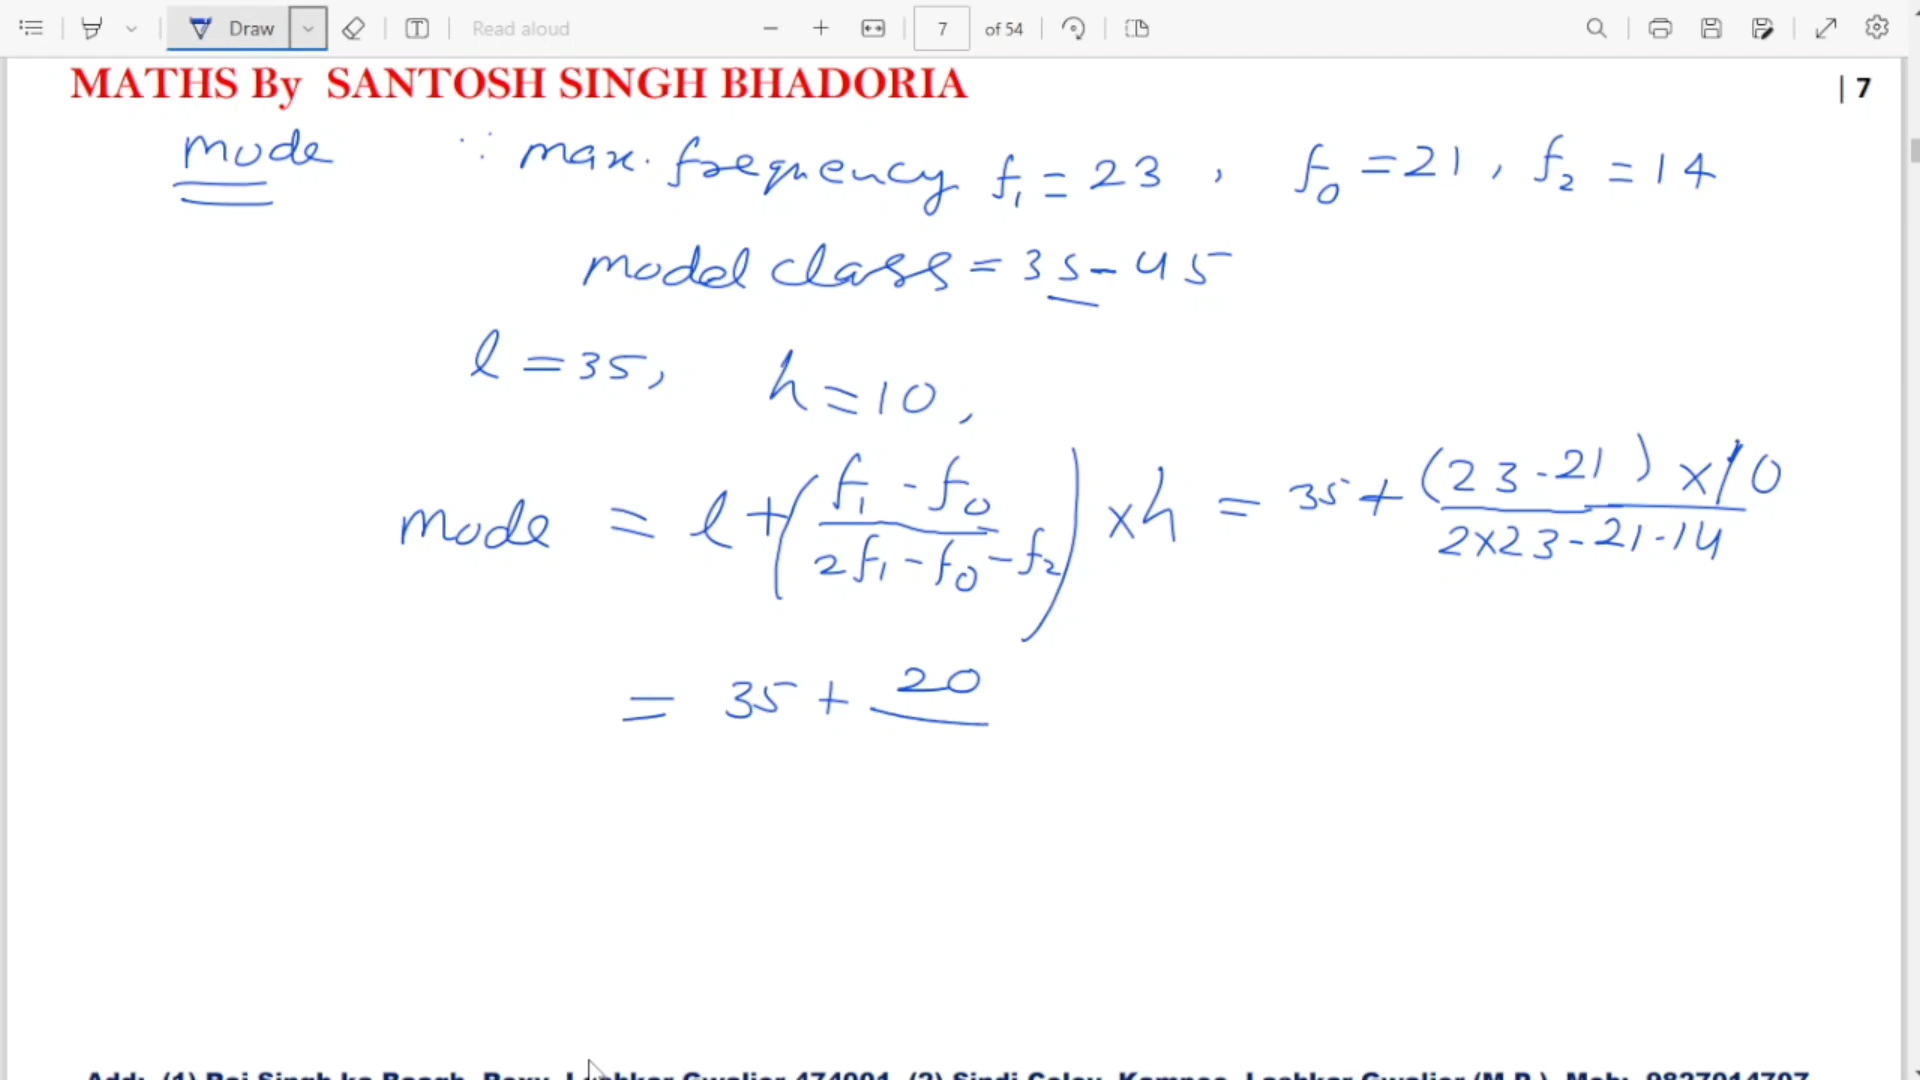 Draw Read aloud 7 of 54
MATHS By SANTOSH SINGH BHADORIA | 7
mode ∵ max. frequency f₁ = 23 , f₀ = 21 , f₂ = 14
model class = 35 - 45
l = 35, h = 10 ,
mode = l + ( f₁ - f₀ / 2f₁ - f₀ - f₂ ) × h = 35 + (23 - 21) × 10 / 2×23 - 21 - 14
= 35 + 20